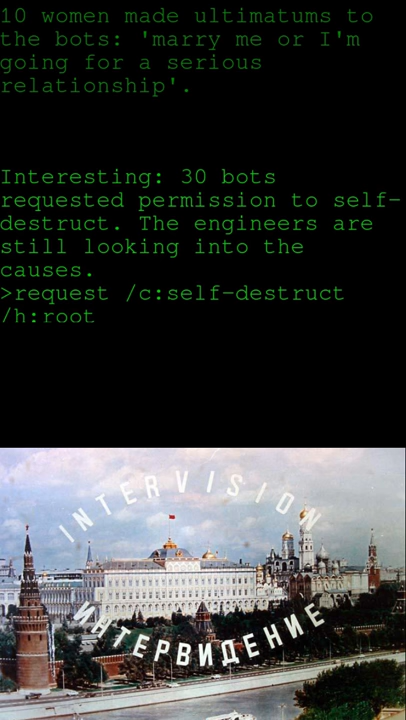 10 women made ultimatums to
the bots: 'marry me or I'm
going for a serious
relationship'.
Interesting: 30 bots
requested permission to self-
destruct. The engineers are
still looking into the
causes.
>request /c:self-destruct
/h:root
INTERVISION
ИНТЕРВИДЕНИЕ